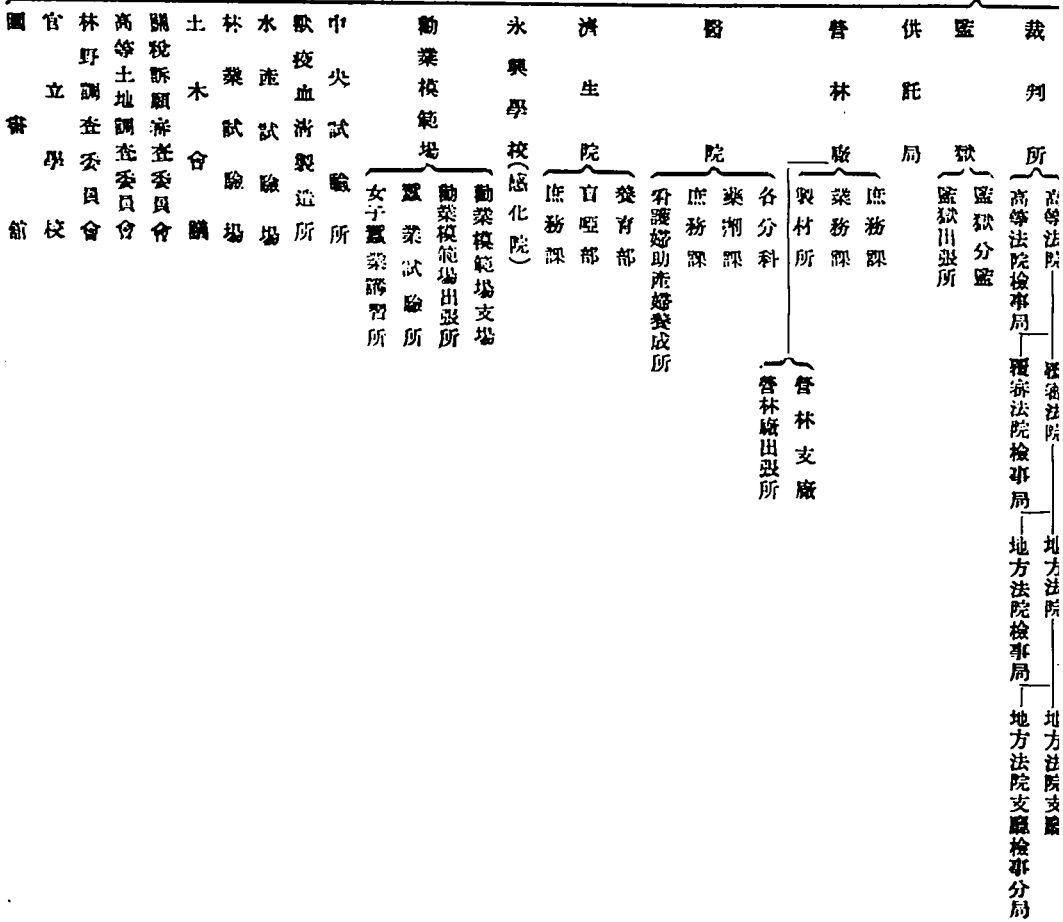 裁判所
高等法院
覆審法院
地方法院
地方法院支廳
高等法院檢事局
覆審法院檢事局
地方法院檢事局
地方法院支廳檢事分局
監獄
監獄分監
監獄出張所
供託局
營林廠
庶務課
業務課
製材所
營林支廠
營林廠出張所
醫院
各分科
藥劑課
庶務課
看護婦助產婦養成所
濟生院
養育部
盲啞部
庶務課
永興學校(感化院)
勸業模範場
勸業模範場支場
勸業模範場出張所
蠶業試驗所
女子蠶業講習所
中央試驗所
獸疫血清製造所
水產試驗場
林業試驗場
土木會議
關稅訴願審查委員會
高等土地調查委員會
林野調查委員會
官立學校
圖書館